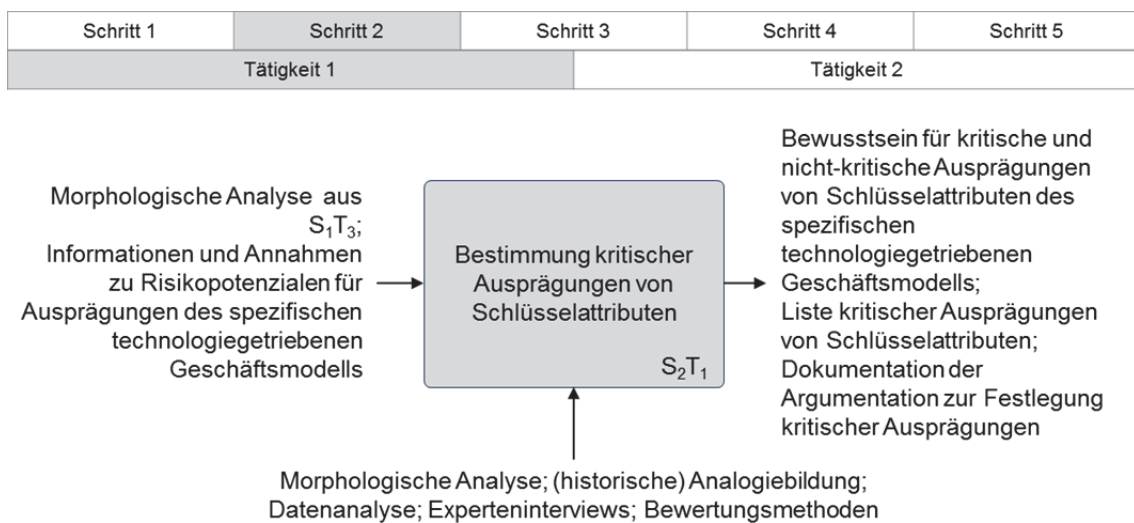 Schritt 1 Schritt 2 Schritt 3 Schritt 4 Schritt 5
Tätigkeit 1 Tätigkeit 2
Morphologische Analyse aus
S₁T₃;
Informationen und Annahmen
zu Risikopotenzialen für
Ausprägungen des spezifischen
technologiegetriebenen
Geschäftsmodells
Bestimmung kritischer
Ausprägungen von
Schlüsselattributen
S₂T₁
Bewusstsein für kritische und
nicht-kritische Ausprägungen
von Schlüsselattributen des
spezifischen
technologiegetriebenen
Geschäftsmodells;
Liste kritischer Ausprägungen
von Schlüsselattributen;
Dokumentation der
Argumentation zur Festlegung
kritischer Ausprägungen
Morphologische Analyse; (historische) Analogiebildung;
Datenanalyse; Experteninterviews; Bewertungsmethoden